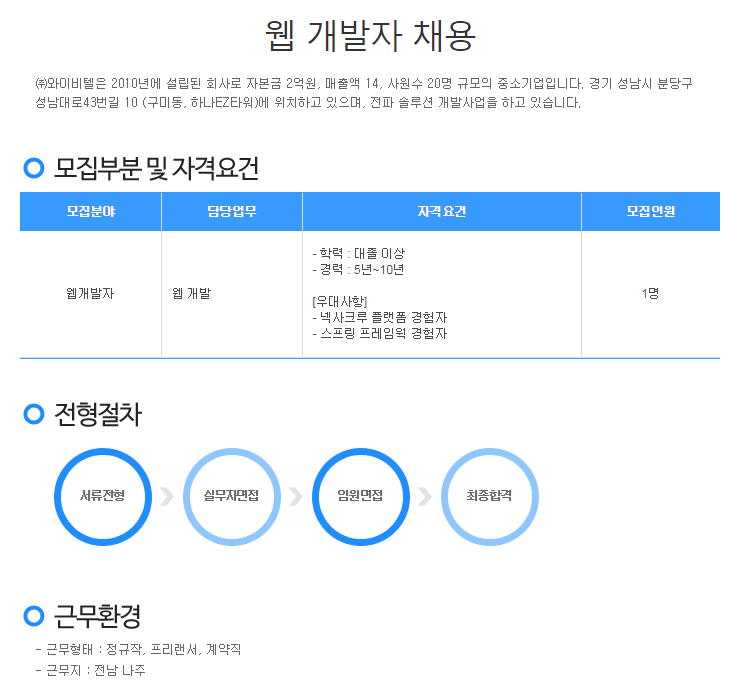 웹 개발자 채용
㈜와이비텔은 2010년에 설립된 회사로 자본금 2억원, 매출액 14, 사원수 20명 규모의 중소기업입니다. 경기 성남시 분당구
성남대로43번길 10 (구미동, 하나EZ타워)에 위치하고 있으며, 전파 솔루션 개발사업을 하고 있습니다.
모집부분 및 자격요건
모집분야 담당업무 자격요건 모집인원
- 학력 : 대졸 이상
- 경력 : 5년~10년
웹개발자 웹 개발 1명
[우대사항]
- 넥사크루 플랫폼 경험자
- 스프링 프레임웍 경험자
전형절차
서류전형 실무자면접 임원면접 최종합격
근무환경
- 근무형태 : 정규작, 프리랜서, 계약직
- 근무지 : 전남 나주